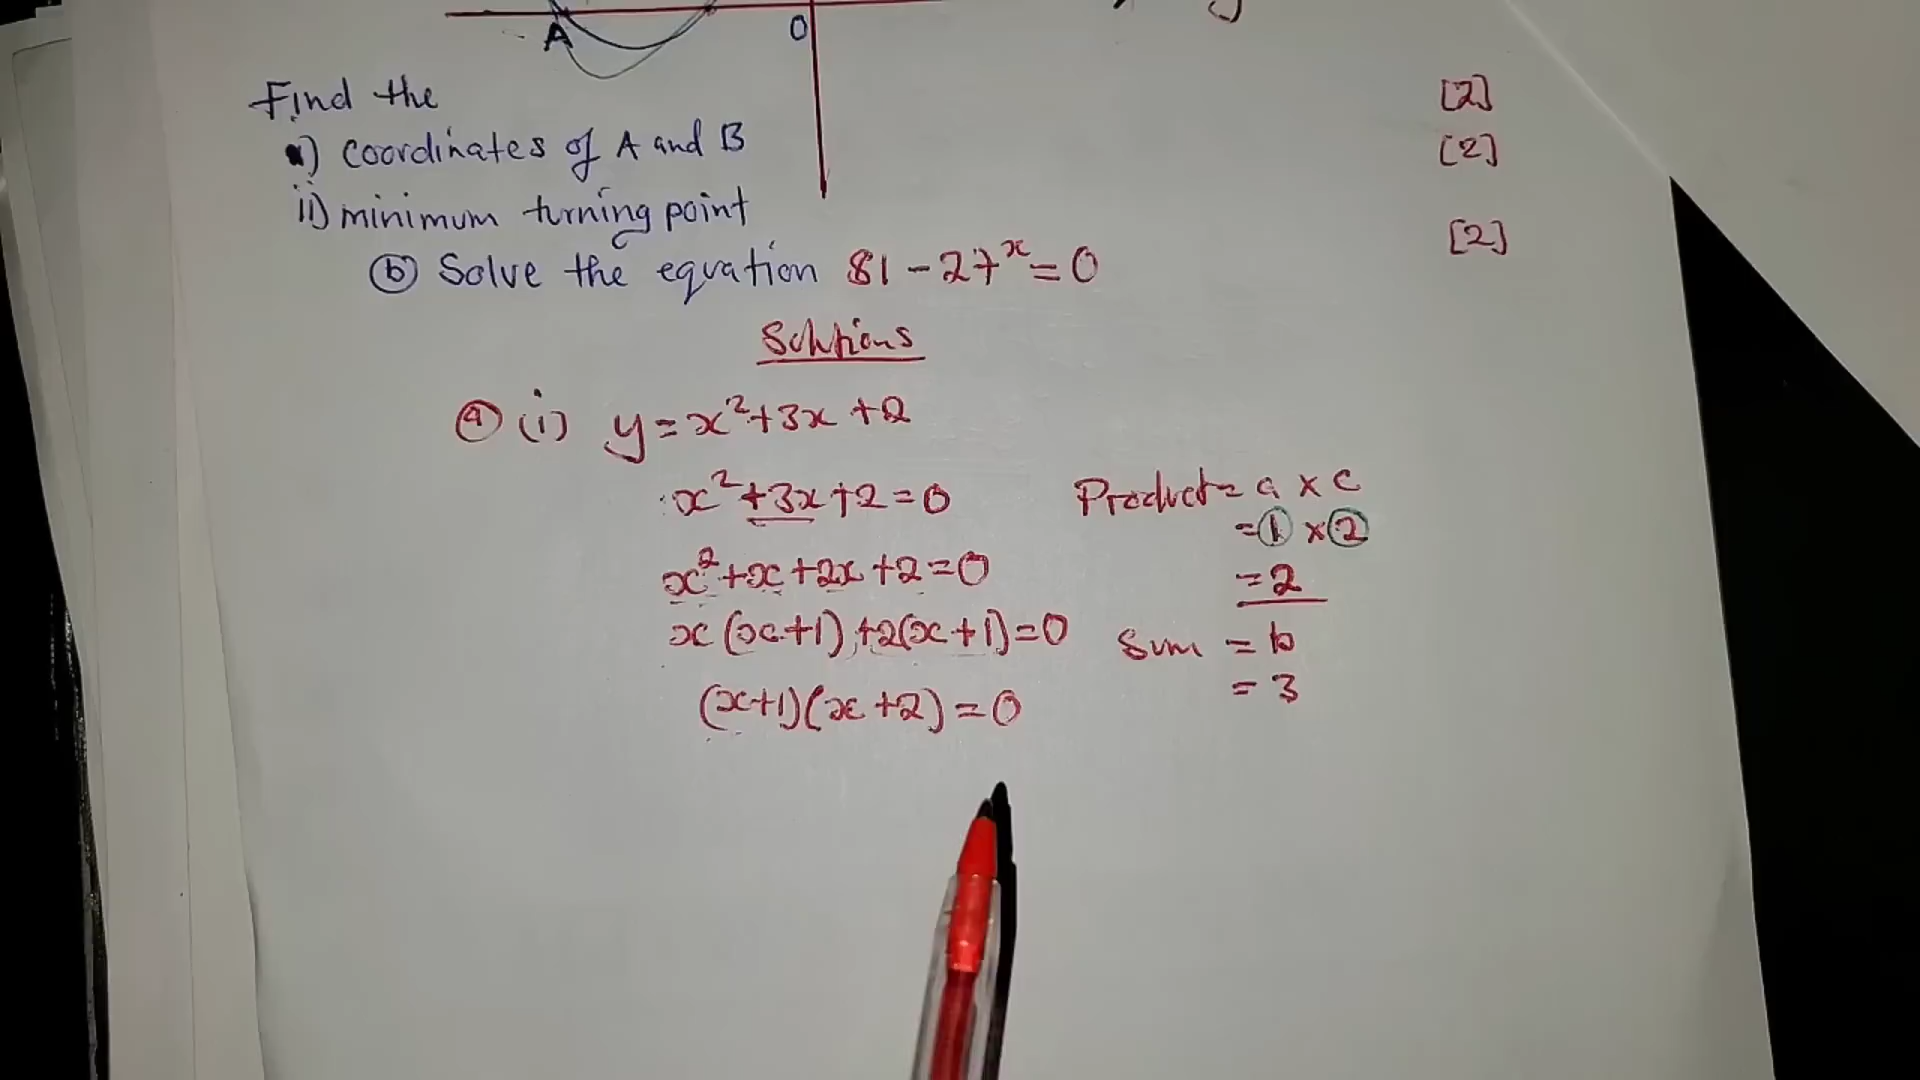 A
0
Find the [2]
i) coordinates of A and B [2]
ii) minimum turning point
(b) Solve the equation 81 - 27^x = 0 [2]
Solutions
(a) (i) y = x² + 3x + 2
x² + 3x + 2 = 0 Product = a × c
= 1 × 2
x² + x + 2x + 2 = 0 = 2
x(x+1) + 2(x+1) = 0 Sum = b
(x+1)(x+2) = 0 = 3